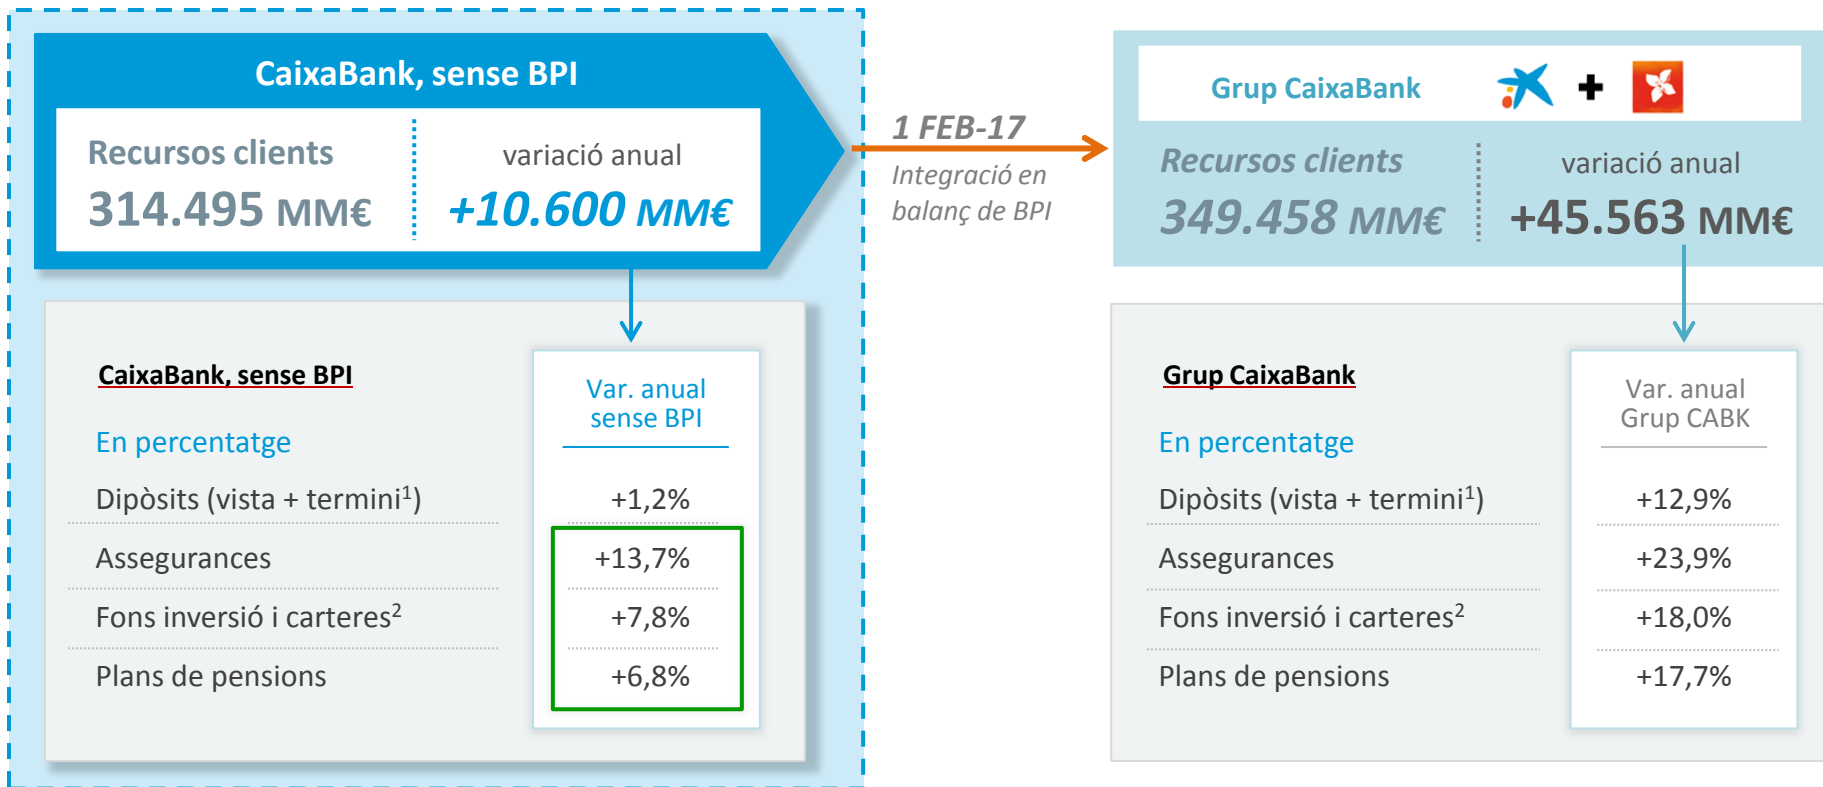 CaixaBank, sense BPI
Recursos clients
314.495 MM€
variació anual
+10.600 MM€
1 FEB-17
Integració en
balanç de BPI
Grup CaixaBank
Recursos clients
349.458 MM€
variació anual
+45.563 MM€
CaixaBank, sense BPI
Var. anual
sense BPI
En percentatge
Dipòsits (vista + termini¹) +1,2%
Assegurances +13,7%
Fons inversió i carteres² +7,8%
Plans de pensions +6,8%
Grup CaixaBank
Var. anual
Grup CABK
En percentatge
Dipòsits (vista + termini¹) +12,9%
Assegurances +23,9%
Fons inversió i carteres² +18,0%
Plans de pensions +17,7%